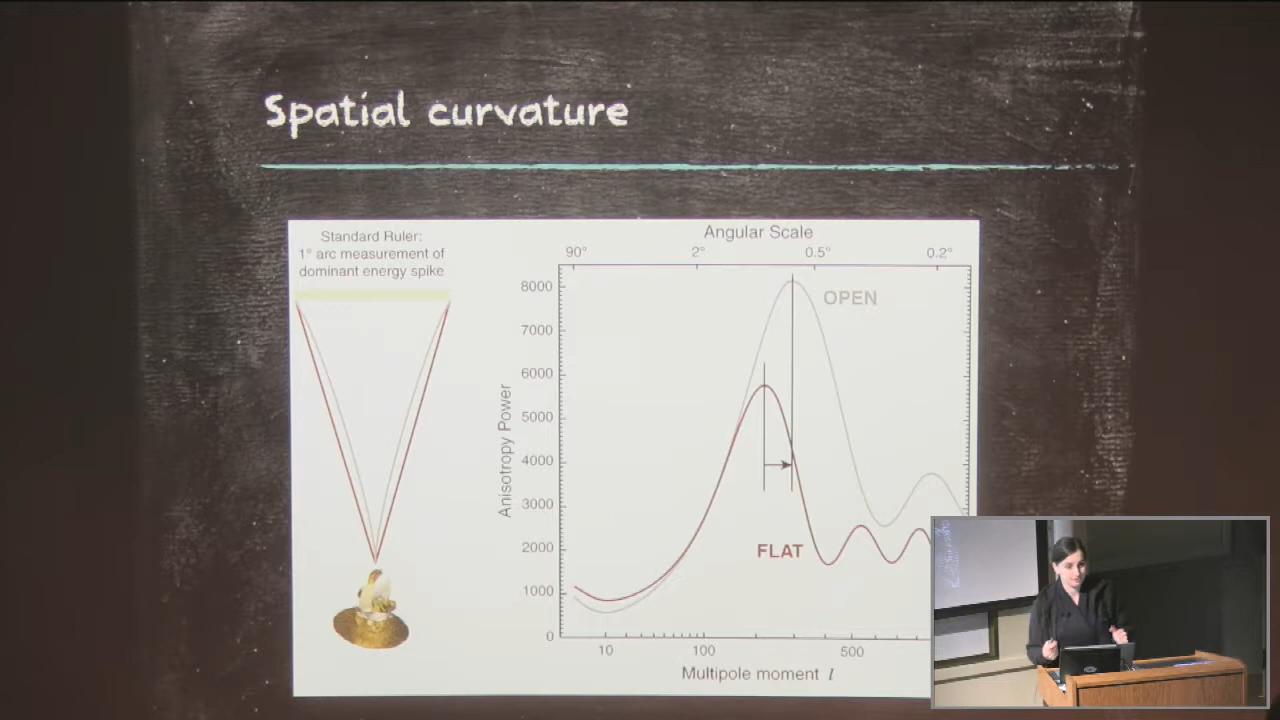 Spatial curvature
Standard Ruler:
1° arc measurement of
dominant energy spike
Angular Scale
90° 2° 0.5° 0.2°
8000
7000
6000
5000
4000
3000
2000
1000
0
Anisotropy Power
OPEN
FLAT
10 100 500
Multipole moment l